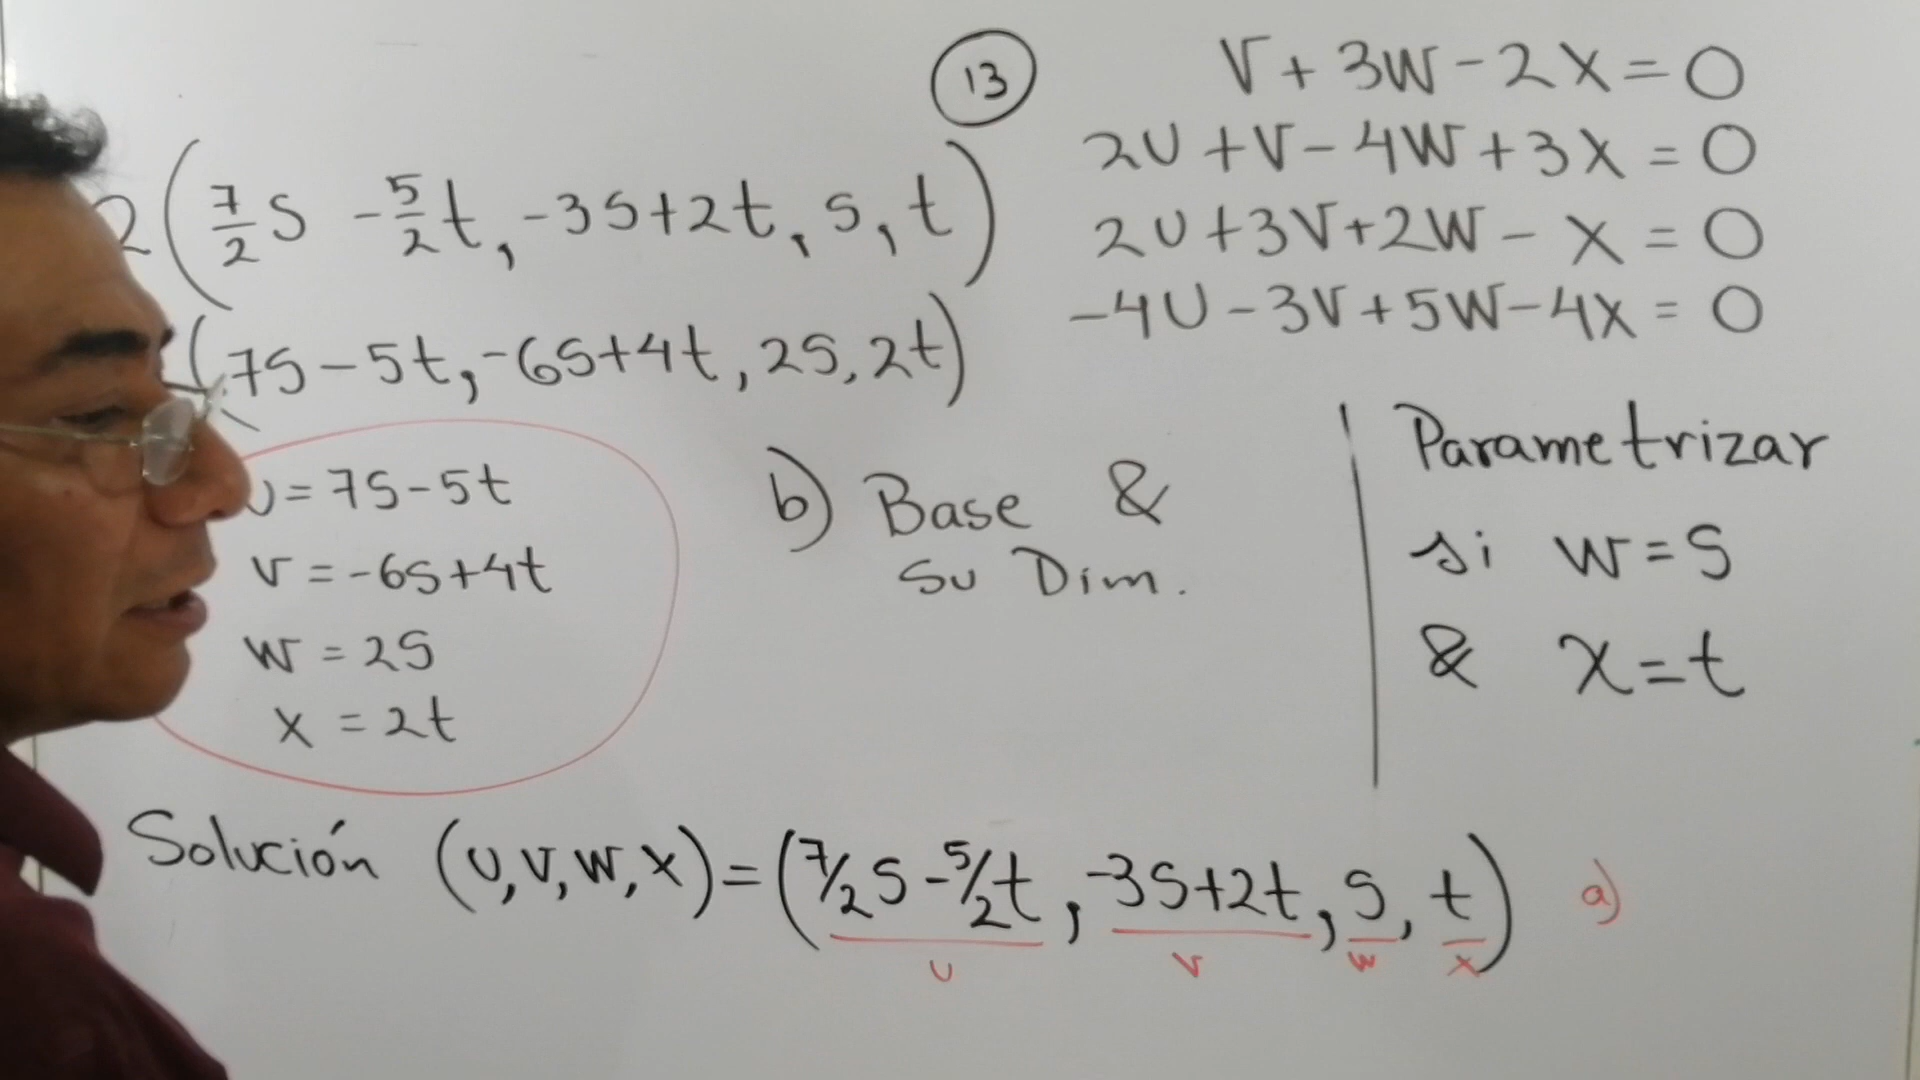 13
V + 3W - 2X = 0
2U + V - 4W + 3X = 0
2U + 3V + 2W - X = 0
-4U - 3V + 5W - 4X = 0
2(7/2 S - 5/2 t, -3S + 2t, S, t)
(7S - 5t, -6S + 4t, 2S, 2t)
U = 7S - 5t
V = -6S + 4t
W = 2S
X = 2t
b) Base &
Su Dim.
Parametrizar
si W = S
& X = t
Solución (U, V, W, X) = (7/2 S - 5/2 t, -3S + 2t, S, t) a)
U V W X